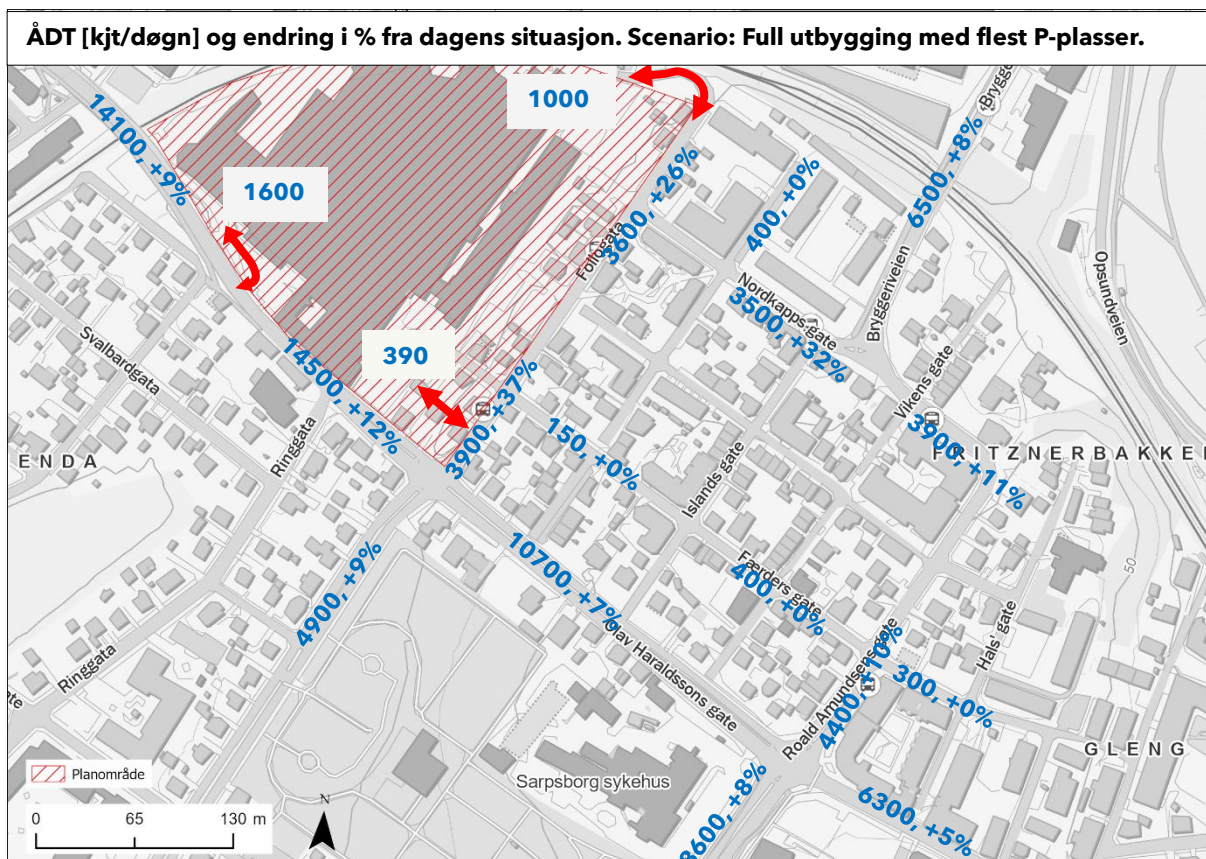 ÅDT [kjt/døgn] og endring i % fra dagens situasjon. Scenario: Full utbygging med flest P-plasser.
14100, +9%
1000
1600
3600, +26%
Follogata
400, +0%
6500, +8%
Brygge
Bryggeriveien
Opsundveien
Nordkapps gate
3500, +32%
Vikens gate
Svalbardgata
14500, +12%
390
3900, +37%
150, +0%
3900, +11%
FRITZNERBAKKEN
ENDA
Ringgata
Islands gate
10700, +7%
4900, +9%
Færders gate
400, +0%
Olav Haraldssons gate
Roald Amundsens gate
4400, +10%
Hals' gate
300, +0%
50
Ringgata
GLENG
Sarpsborg sykehus
8600, +8%
6300, +5%
Planområde
N
0 65 130 m